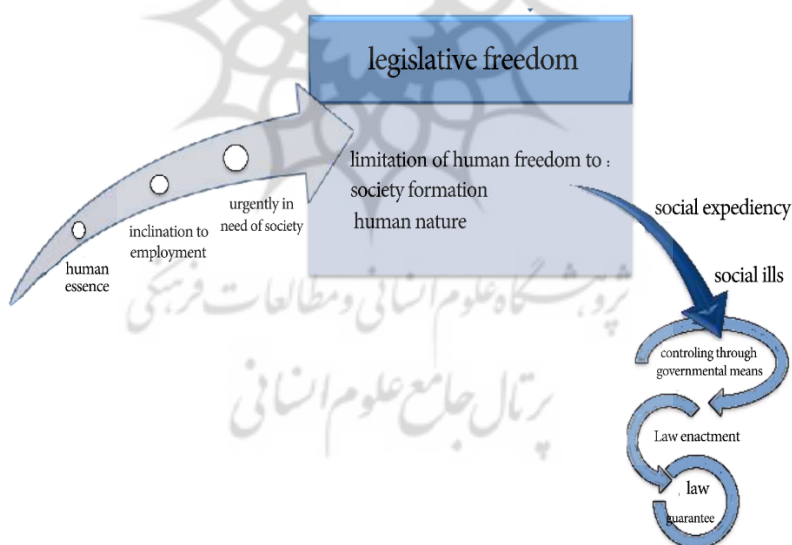 legislative freedom
limitation of human freedom to :
society formation
human nature
human
essence
inclination to
employment
urgently in
need of society
social expediency
social ills
controling through
governmental means
Law enactment
law
guarantee
پژوهشگاه علوم انسانی و مطالعات فرهنگی
پرتال جامع علوم انسانی